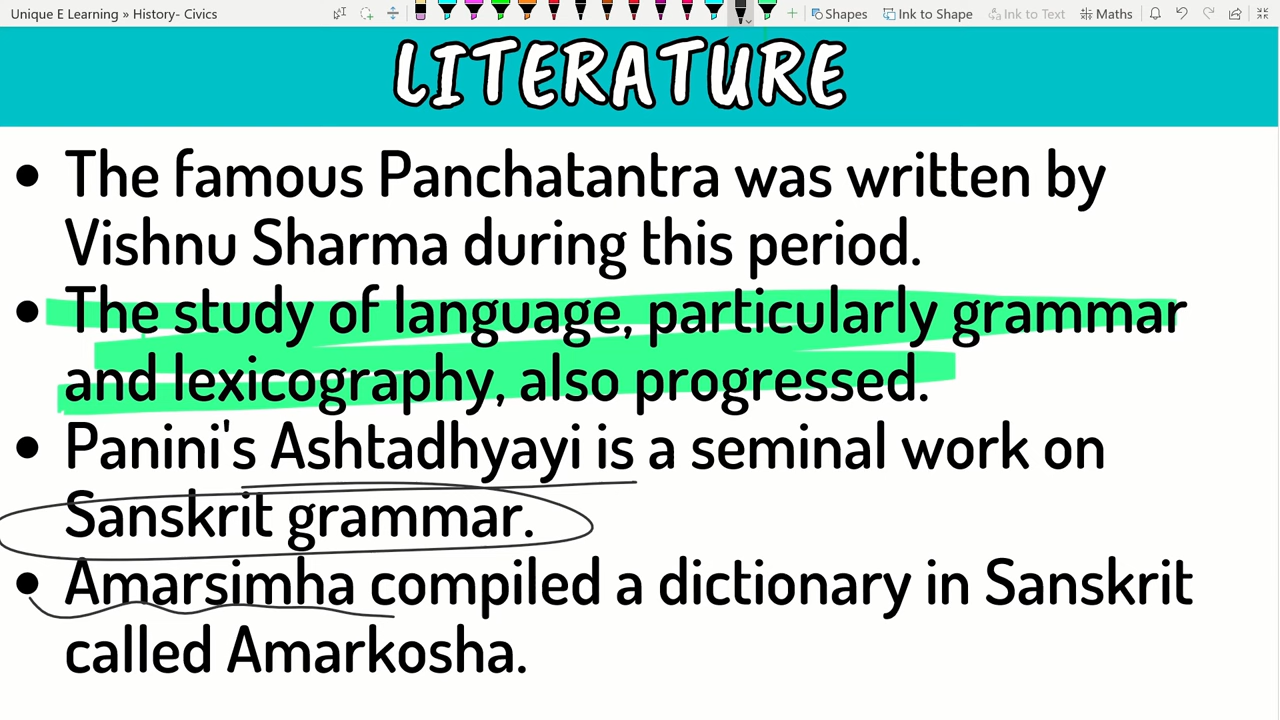 Unique E Learning » History- Civics
Shapes Ink to Shape Ink to Text Maths
LITERATURE
• The famous Panchatantra was written by
Vishnu Sharma during this period.
• The study of language, particularly grammar
and lexicography, also progressed.
• Panini's Ashtadhyayi is a seminal work on
Sanskrit grammar.
• Amarsimha compiled a dictionary in Sanskrit
called Amarkosha.